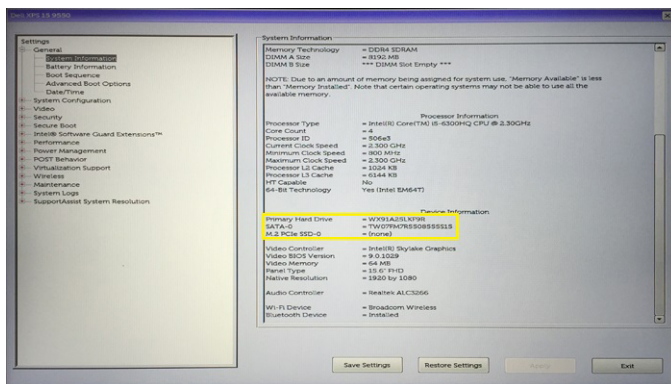 Dell XPS 15 9550
Settings
General
System Information
Battery Information
Boot Sequence
Advanced Boot Options
Date/Time
System Configuration
Video
Security
Secure Boot
Intel® Software Guard Extensions™
Performance
Power Management
POST Behavior
Virtualization Support
Wireless
Maintenance
System Logs
SupportAssist System Resolution
System Information
Memory Technology = DDR4 SDRAM
DIMM A Size = 8192 MB
DIMM B Size *** DIMM Slot Empty ***
NOTE: Due to an amount of memory being assigned for system use, "Memory Available" is less
than "Memory Installed". Note that certain operating systems may not be able to use all the
available memory.
Processor Information
Processor Type = Intel(R) Core(TM) i5-6300HQ CPU @ 2.30GHz
Core Count = 4
Processor ID = 506e3
Current Clock Speed = 2.300 GHz
Minimum Clock Speed = 800 MHz
Maximum Clock Speed = 2.300 GHz
Processor L2 Cache = 1024 KB
Processor L3 Cache = 6144 KB
HT Capable No
64-Bit Technology Yes (Intel EM64T)
Device Information
Primary Hard Drive =
SATA-0 =
M.2 PCIe SSD-0 = (none)
Video Controller = Intel(R) Skylake Graphics
Video BIOS Version = 9.0.1029
Video Memory = 64 MB
Panel Type = 15.6" FHD
Native Resolution = 1920 by 1080
Audio Controller = Realtek ALC3266
Wi-Fi Device = Broadcom Wireless
Bluetooth Device = Installed
Save Settings
Restore Settings
Apply
Exit